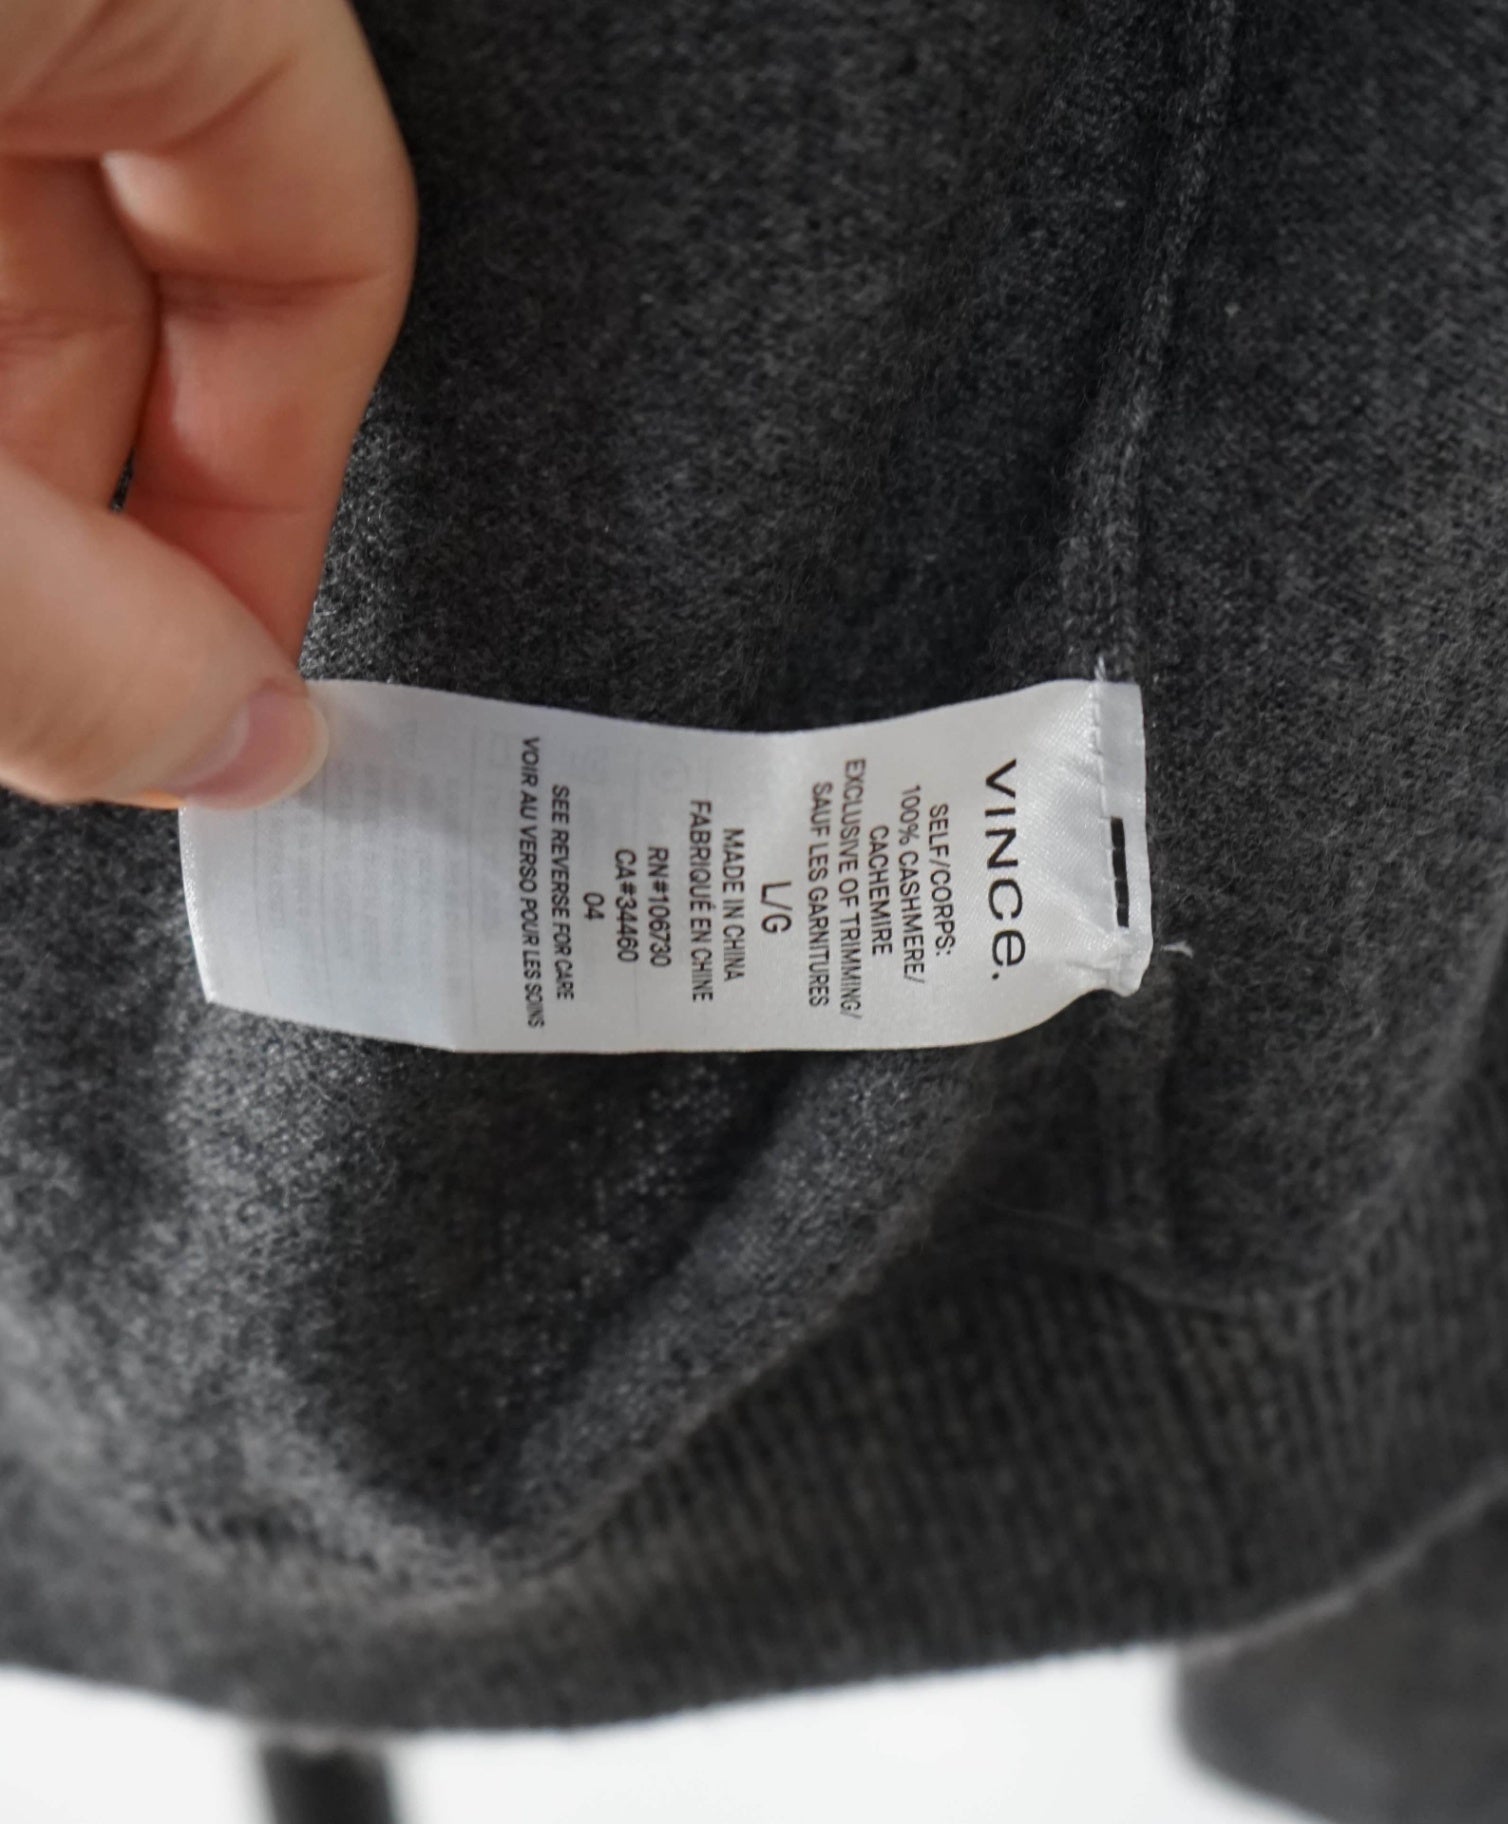 VINCE.
SELF/CORPS:
100% CASHMERE/
CACHEMIRE
EXCLUSIVE OF TRIMMING/
SAUF LES GARNITURES
L/G
MADE IN CHINA
FABRIQUÉ EN CHINE
RN#106730
CA#34460
04
SEE REVERSE FOR CARE
VOIR AU VERSO POUR LES SOINS